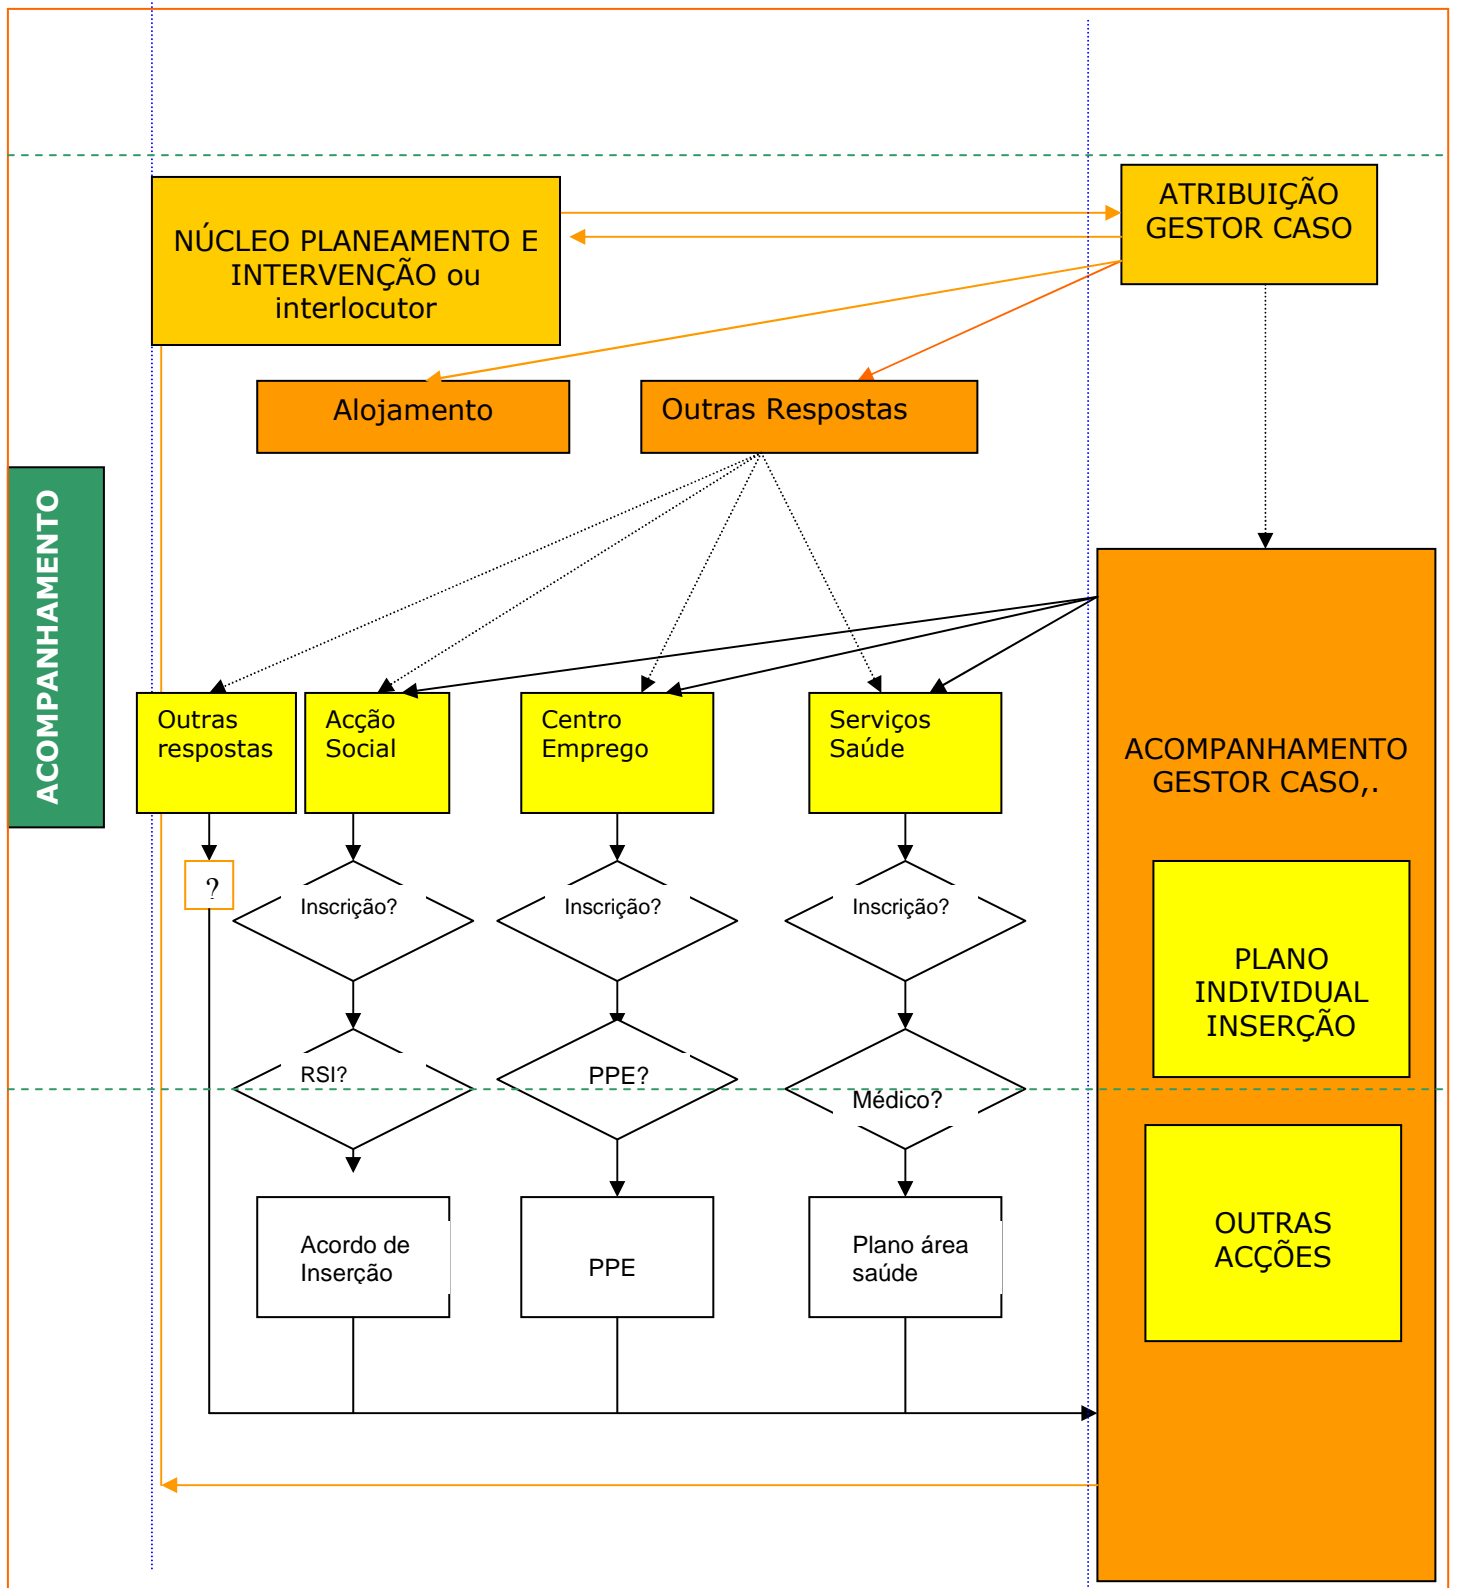 NÚCLEO PLANEAMENTO E
INTERVENÇÃO ou
interlocutor
ATRIBUIÇÃO
GESTOR CASO
Alojamento
Outras Respostas
ACOMPANHAMENTO
Outras
respostas
Acção
Social
Centro
Emprego
Serviços
Saúde
?
Inscrição?
Inscrição?
Inscrição?
RSI?
PPE?
Médico?
Acordo de
Inserção
PPE
Plano área
saúde
ACOMPANHAMENTO
GESTOR CASO,.
PLANO
INDIVIDUAL
INSERÇÃO
OUTRAS
ACÇÕES